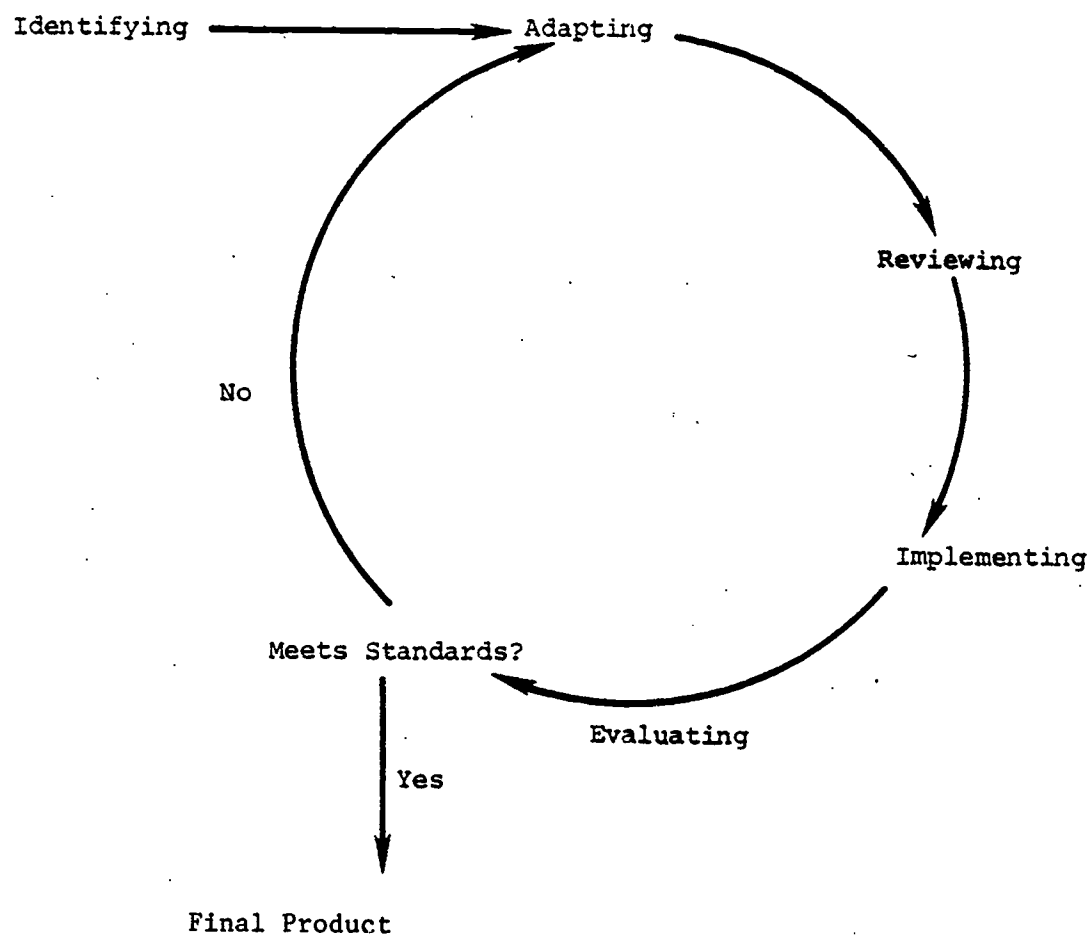 Identifying
Adapting
Reviewing
No
Implementing
Meets Standards?
Evaluating
Yes
Final Product